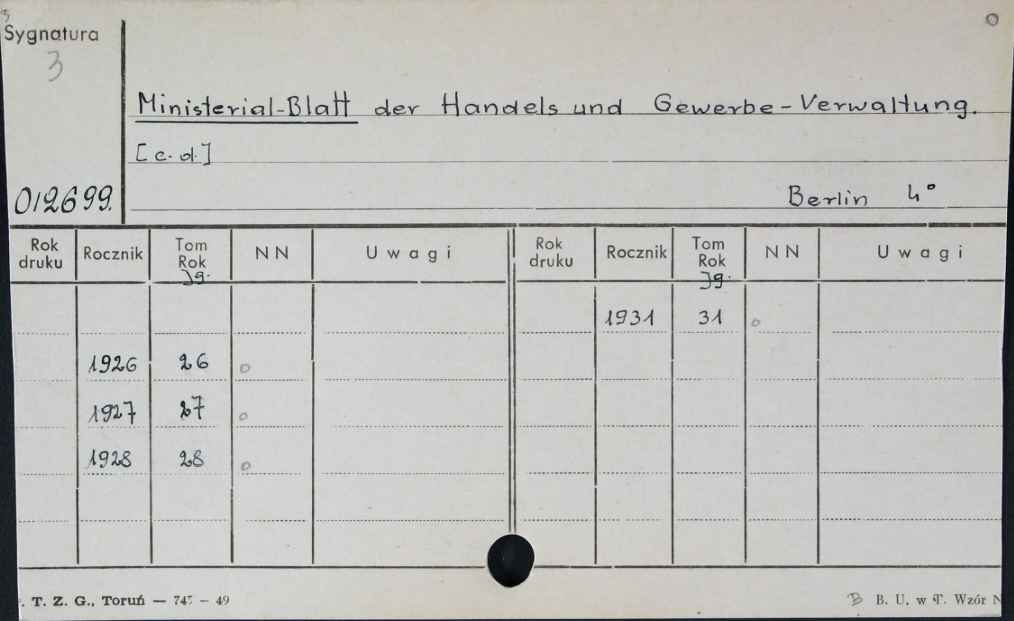 Sygnatura
3
Ministerial-Blatt der Handels und Gewerbe-Verwaltung.
[c. d.]
012699.
Berlin 4°
Rok druku Rocznik Tom Rok Jg. NN Uwagi Rok druku Rocznik Tom Rok Jg. NN Uwagi
1931 31 o
1926 26 o
1927 27 o
1928 28 o
T. Z. G., Toruń — 747 - 49
B B. U. w T. Wzór N